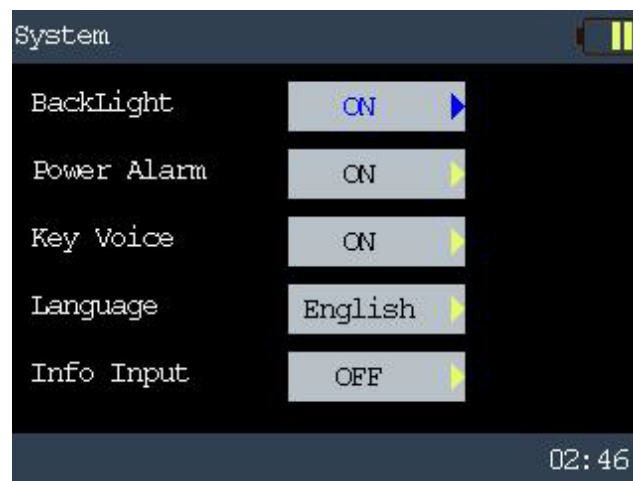 System
BackLight ON
Power Alarm ON
Key Voice ON
Language English
Info Input OFF
02:46